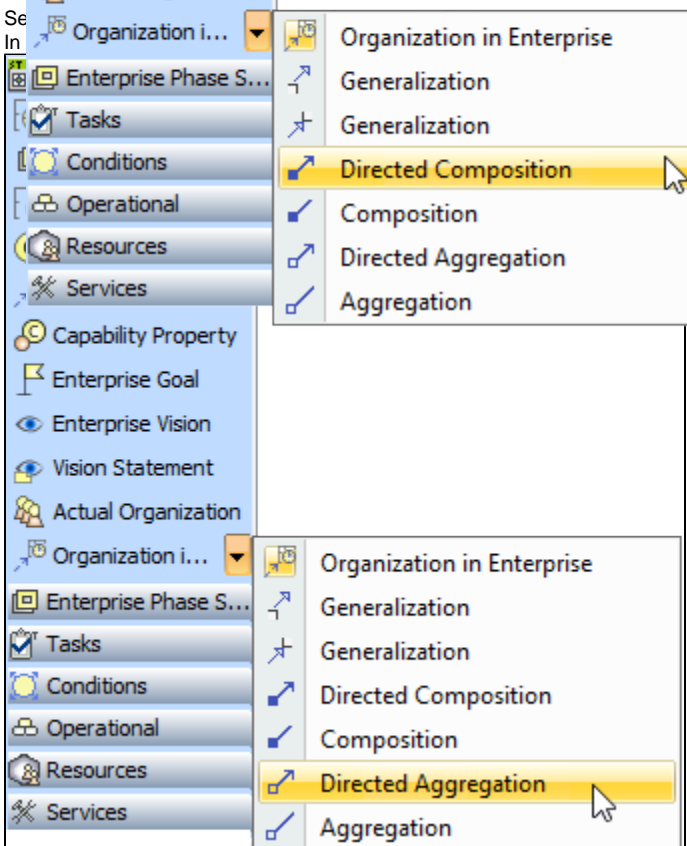 Se
In
Organization i...
Enterprise Phase S...
Tasks
Conditions
Operational
Resources
Services
Organization in Enterprise
Generalization
Generalization
Directed Composition
Composition
Directed Aggregation
Aggregation
Capability Property
Enterprise Goal
Enterprise Vision
Vision Statement
Actual Organization
Organization i...
Enterprise Phase S...
Tasks
Conditions
Operational
Resources
Services
Organization in Enterprise
Generalization
Generalization
Directed Composition
Composition
Directed Aggregation
Aggregation